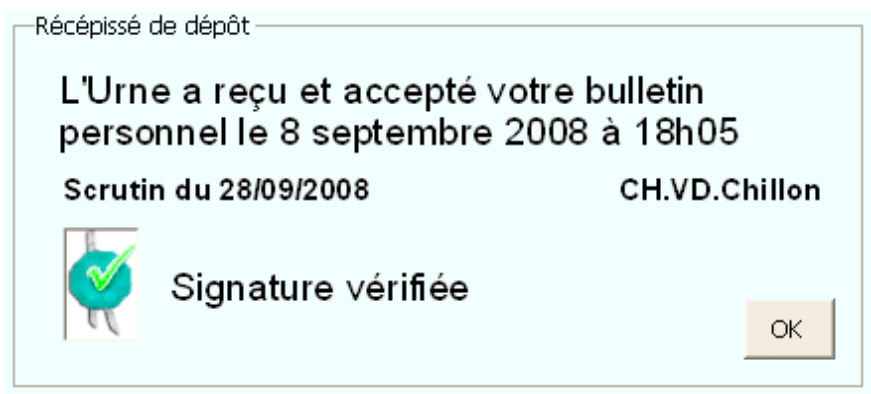 Récépissé de dépôt
L'Urne a reçu et accepté votre bulletin
personnel le 8 septembre 2008 à 18h05
Scrutin du 28/09/2008 CH.VD.Chillon
Signature vérifiée
OK